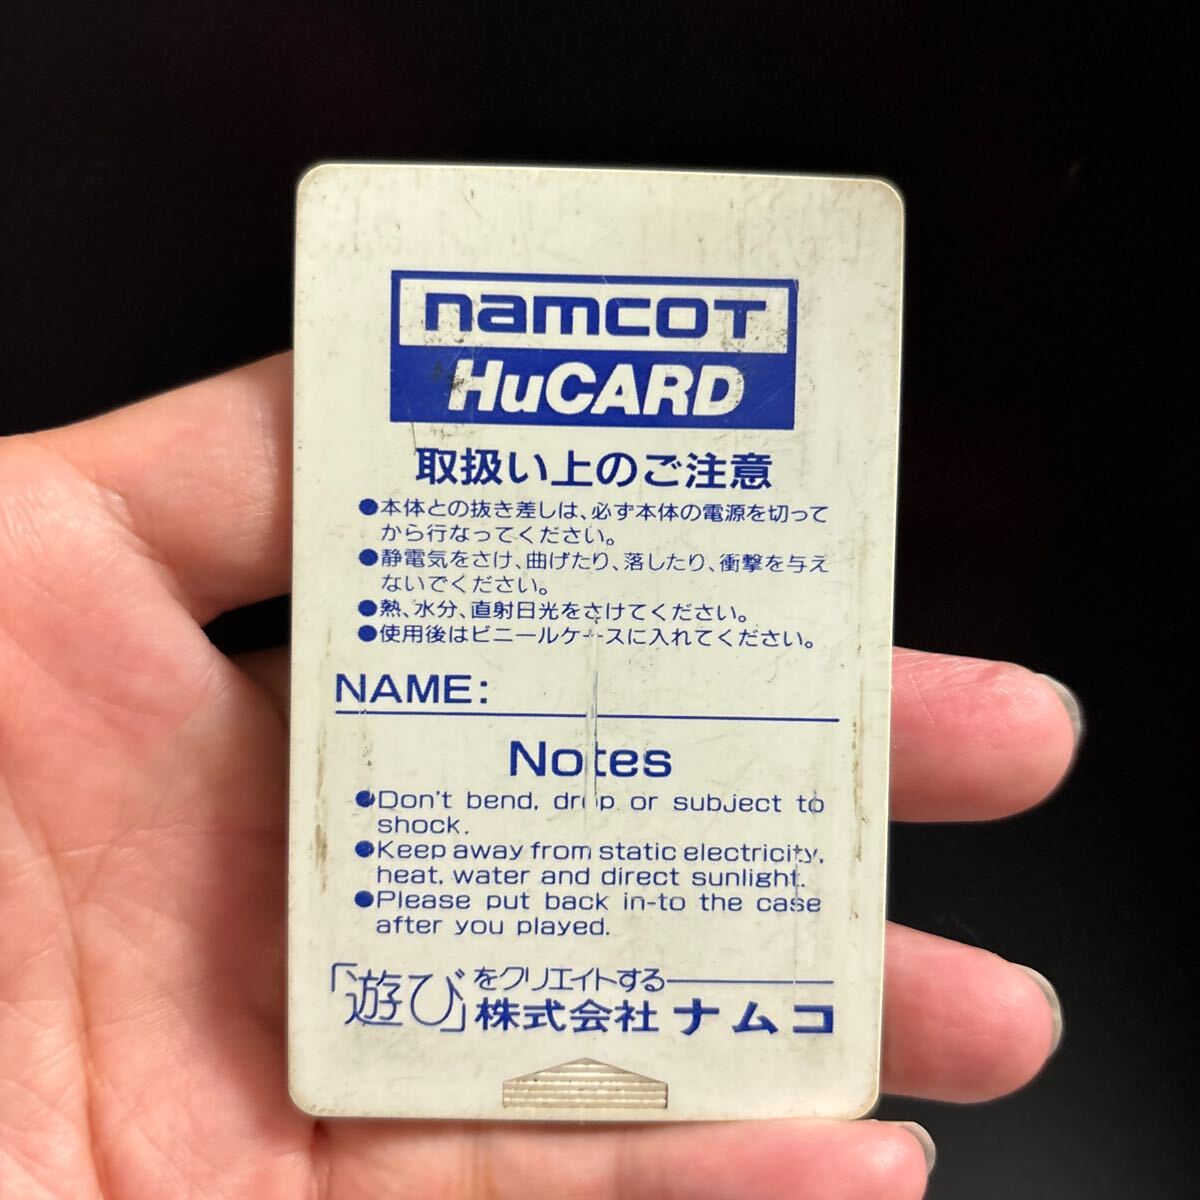 namcoT
HuCARD
取扱い上のご注意
●本体との抜き差しは、必ず本体の電源を切って
から行なってください。
●静電気をさけ、曲げたり、落したり、衝撃を与え
ないでください。
●熱、水分、直射日光をさけてください。
●使用後はビニールケースに入れてください。
NAME:
Notes
●Don't bend, drop or subject to
shock.
●Keep away from static electricity,
heat, water and direct sunlight.
●Please put back in-to the case
after you played.
「遊び」をクリエイトする
株式会社ナムコ